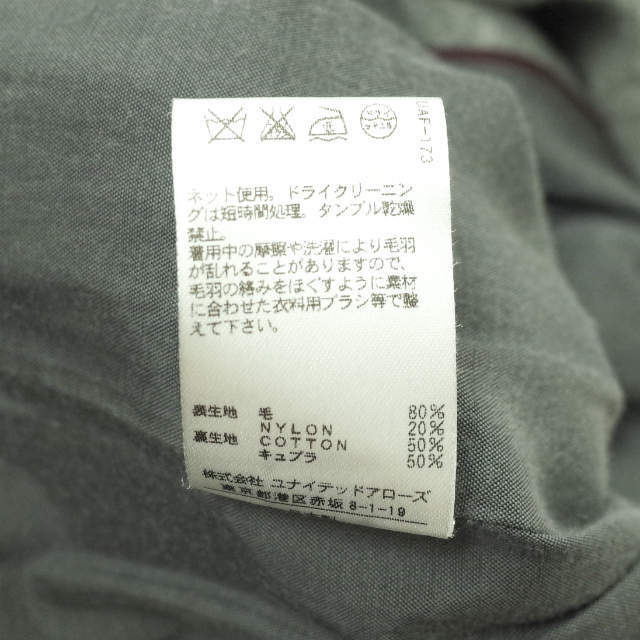 UAF-173
ネット使用。ドライクリーニン
グは短時間処理。タンブル乾燥
禁止。
着用中の摩擦や洗濯により毛羽
が乱れることがありますので、
毛羽の絡みをほぐすように素材
に合わせた衣料用ブラシ等で整
えて下さい。
表生地 毛 80%
NYLON 20%
裏生地 COTTON 50%
キュプラ 50%
株式会社 ユナイテッドアローズ
東京都港区赤坂8-1-19